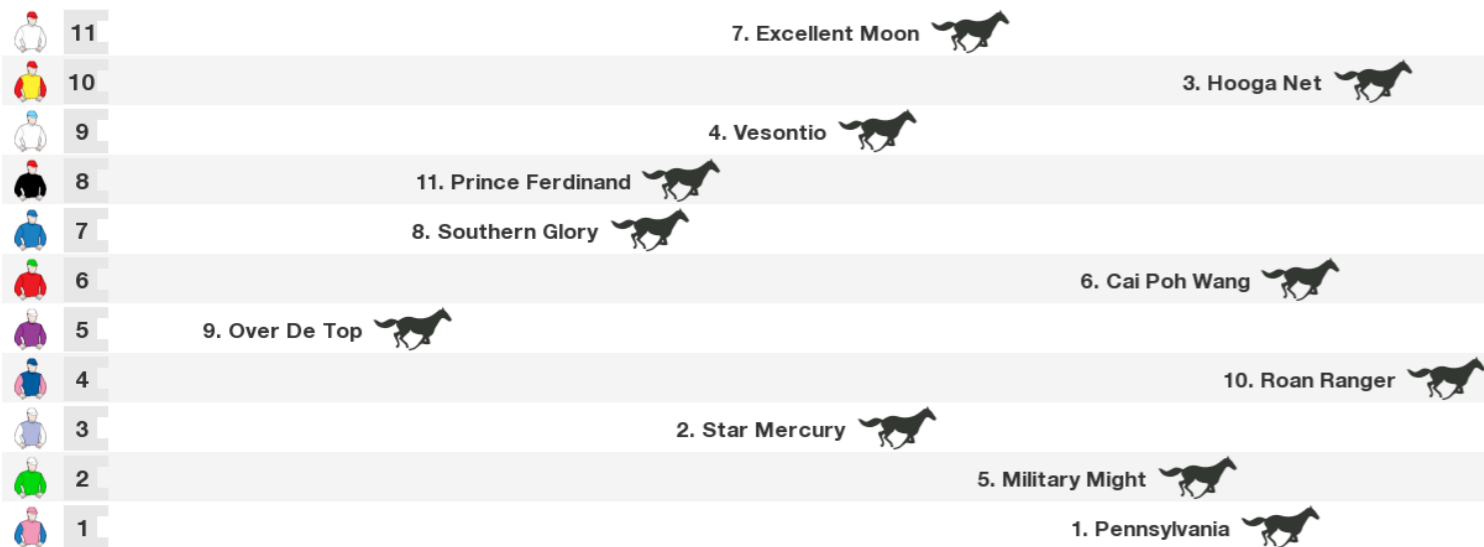 11 7. Excellent Moon
10 3. Hooga Net
9 4. Vesontio
8 11. Prince Ferdinand
7 8. Southern Glory
6 6. Cai Poh Wang
5 9. Over De Top
4 10. Roan Ranger
3 2. Star Mercury
2 5. Military Might
1 1. Pennsylvania